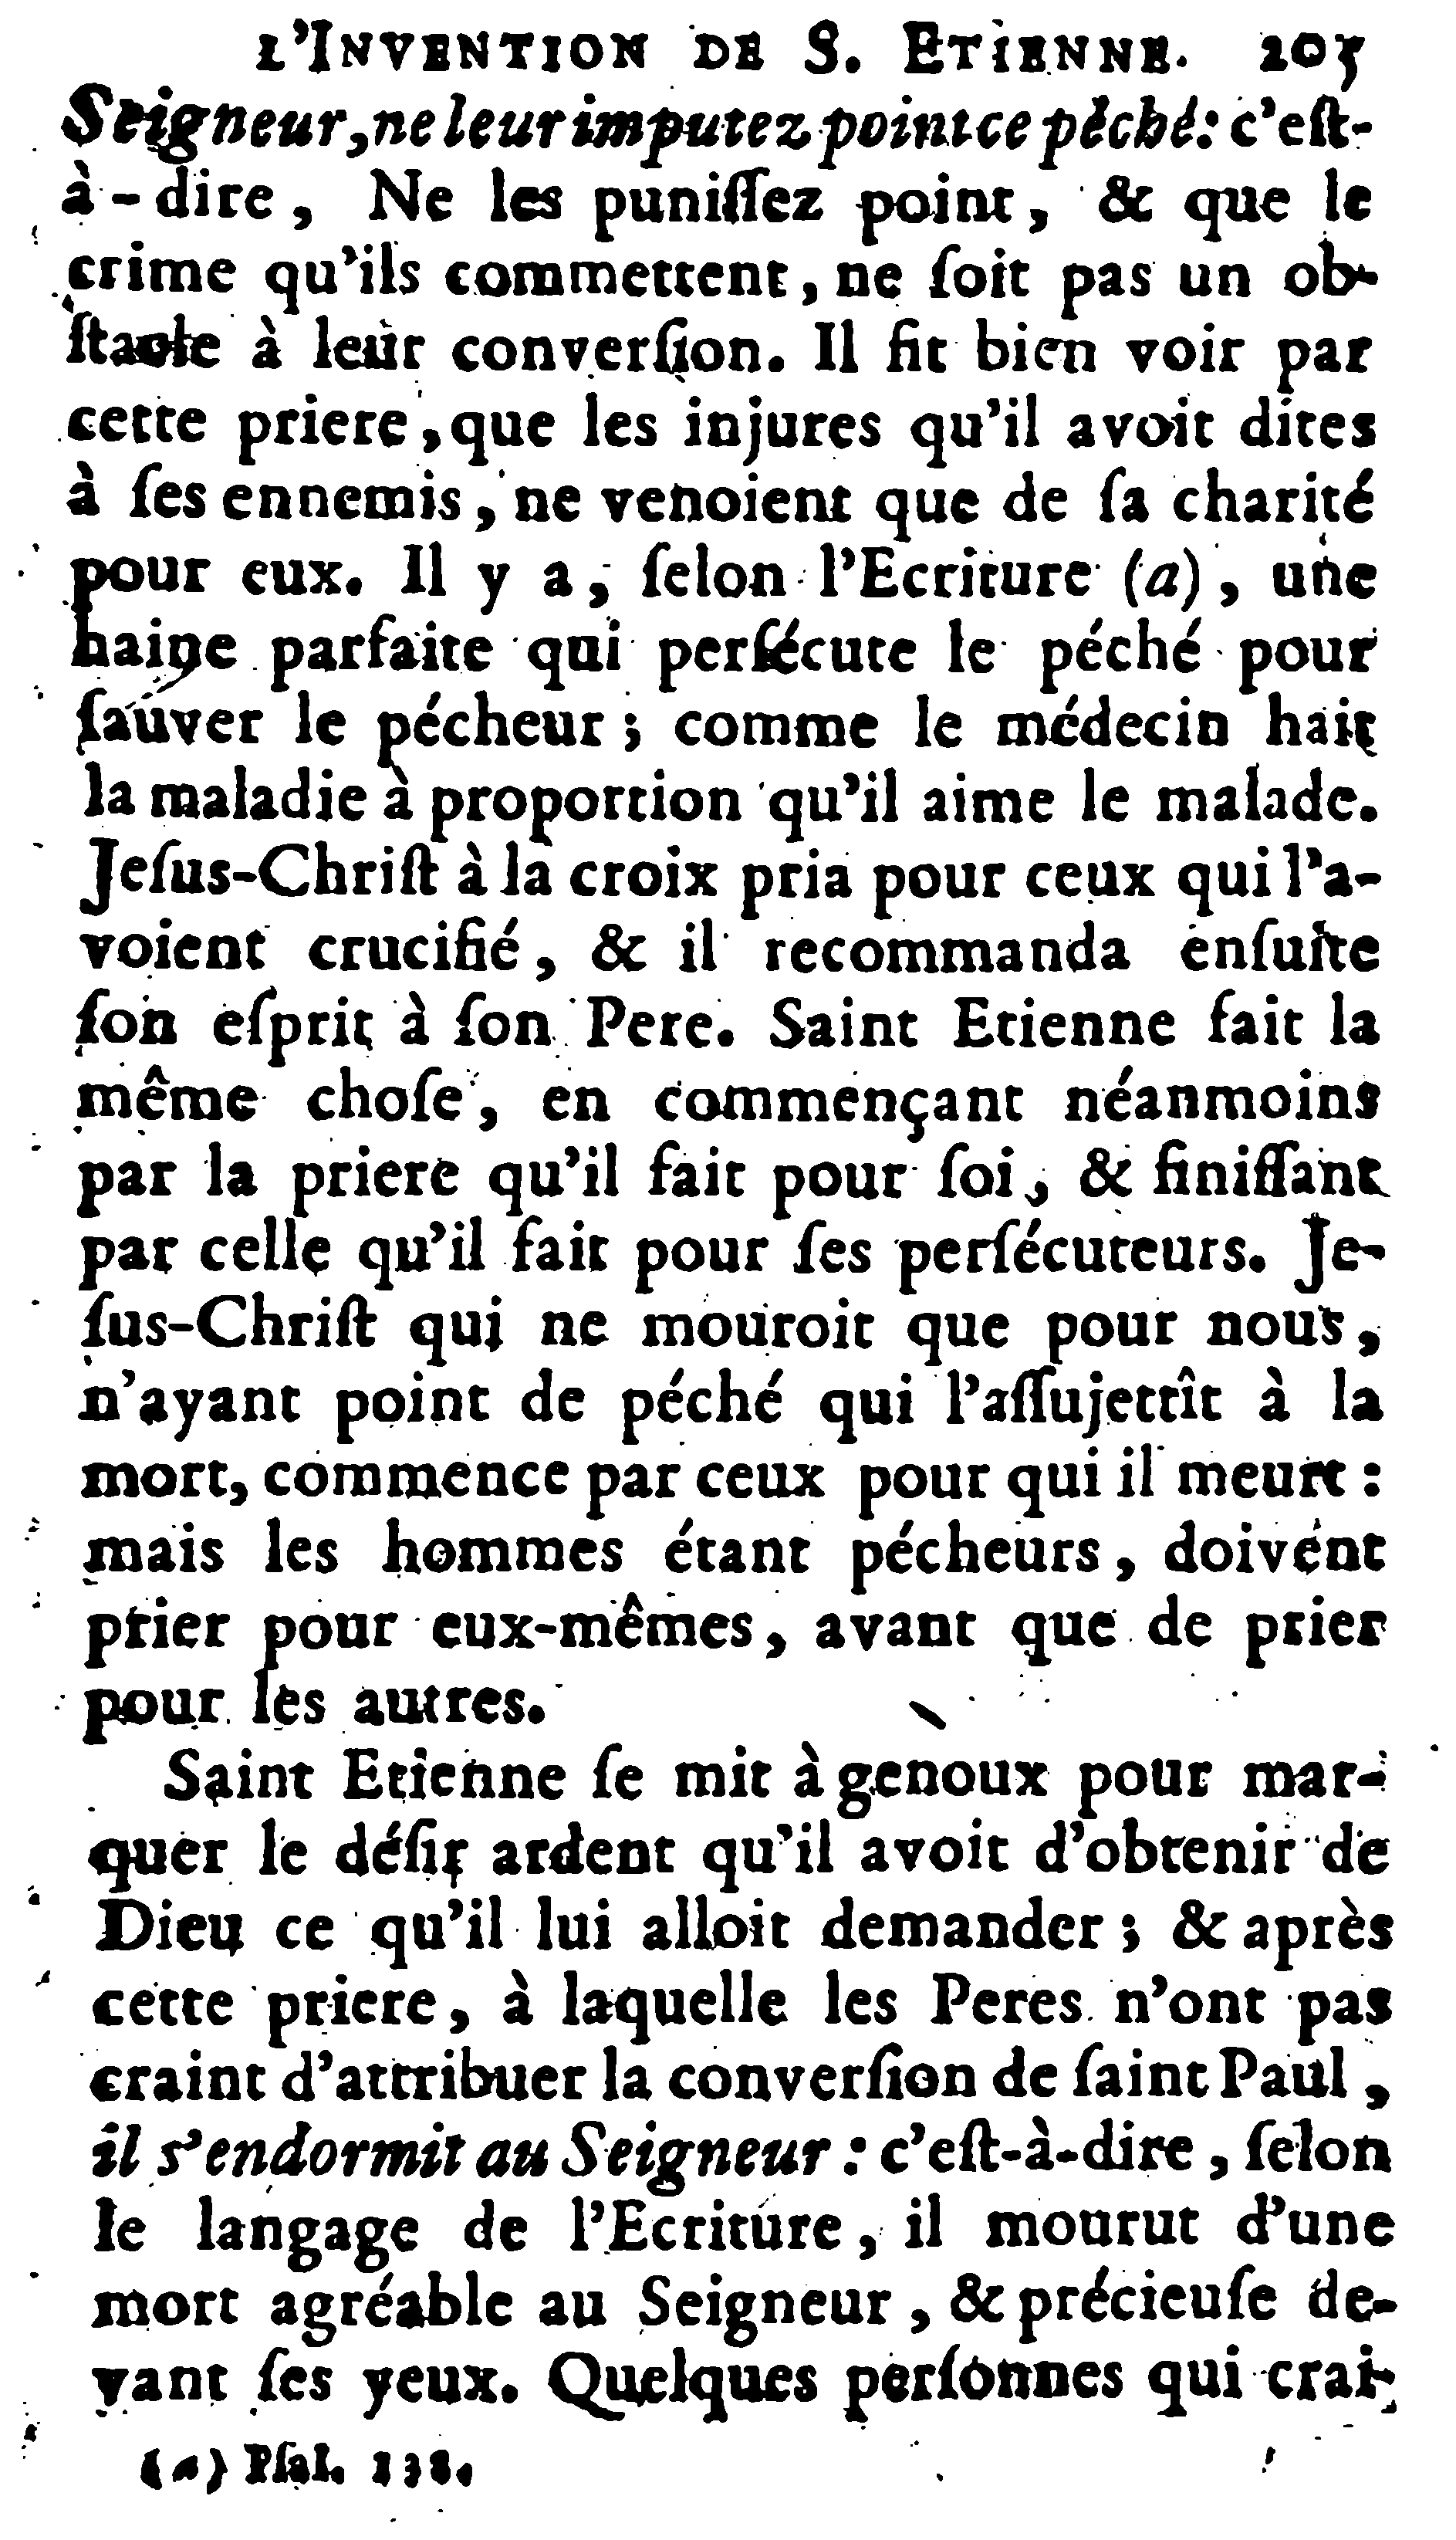 L'INVENTION DE S. ETIENNE. 205
Seigneur, ne leur imputez point ce péché: c'eſt-
à-dire, Ne les puniſſez point, & que le
crime qu'ils commettent, ne ſoit pas un ob-
ſtacle à leur converſion. Il fit bien voir par
cette priere, que les injures qu'il avoit dites
à ſes ennemis, ne venoient que de ſa charité
pour eux. Il y a, ſelon l'Ecriture (a), une
haine parfaite qui perſécute le péché pour
ſauver le pécheur; comme le médecin hait
la maladie à proportion qu'il aime le malade.
Jeſus-Chriſt à la croix pria pour ceux qui l'a-
voient crucifié, & il recommanda enſuite
ſon eſprit à ſon Pere. Saint Etienne fait la
même choſe, en commençant néanmoins
par la priere qu'il fait pour ſoi, & finiſſant
par celle qu'il fait pour ſes perſécuteurs. Je-
ſus-Chriſt qui ne mouroit que pour nous,
n'ayant point de péché qui l'aſſujettît à la
mort, commence par ceux pour qui il meurt:
mais les hommes étant pécheurs, doivent
prier pour eux-mêmes, avant que de prier
pour les autres.
Saint Etienne ſe mit à genoux pour mar-
quer le déſir ardent qu'il avoit d'obtenir de
Dieu ce qu'il lui alloit demander; & après
cette priere, à laquelle les Peres n'ont pas
craint d'attribuer la converſion de ſaint Paul,
il s'endormit au Seigneur: c'eſt-à-dire, ſelon
le langage de l'Ecriture, il mourut d'une
mort agréable au Seigneur, & précieuſe de-
vant ſes yeux. Quelques perſonnes qui crai-
(a) Pſal. 138.